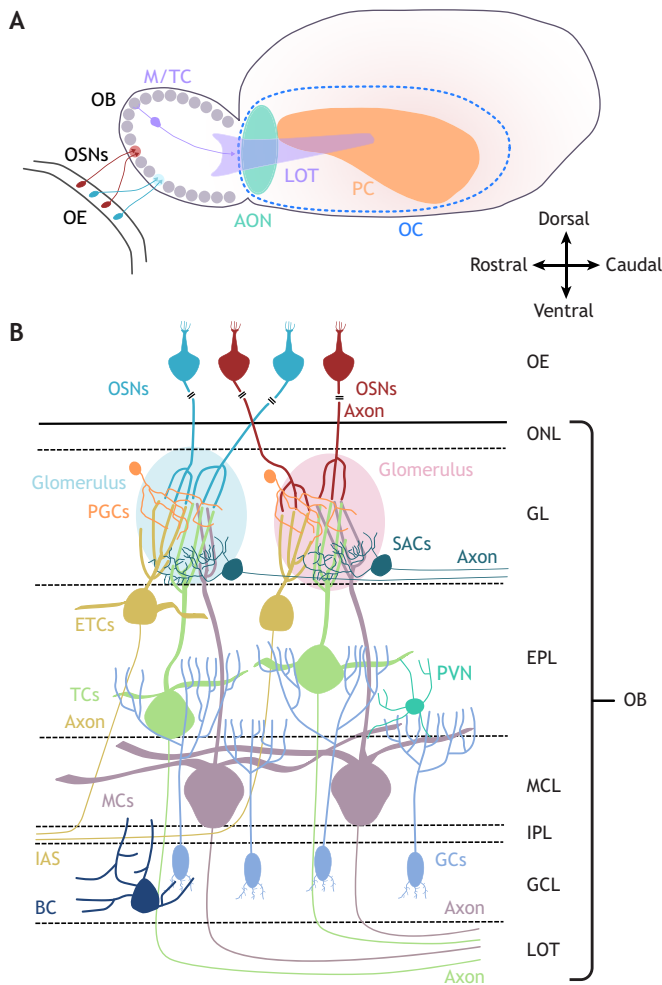 A
M/TC
OB
OSNs
OE
LOT
PC
AON
OC
Dorsal
Rostral
Caudal
Ventral
B
OE
OSNs
OSNs
Axon
ONL
Glomerulus
Glomerulus
PGCs
GL
SACs
Axon
ETCs
EPL
PVN
TCs
OB
Axon
MCL
MCs
IPL
IAS
GCs
GCL
BC
Axon
LOT
Axon